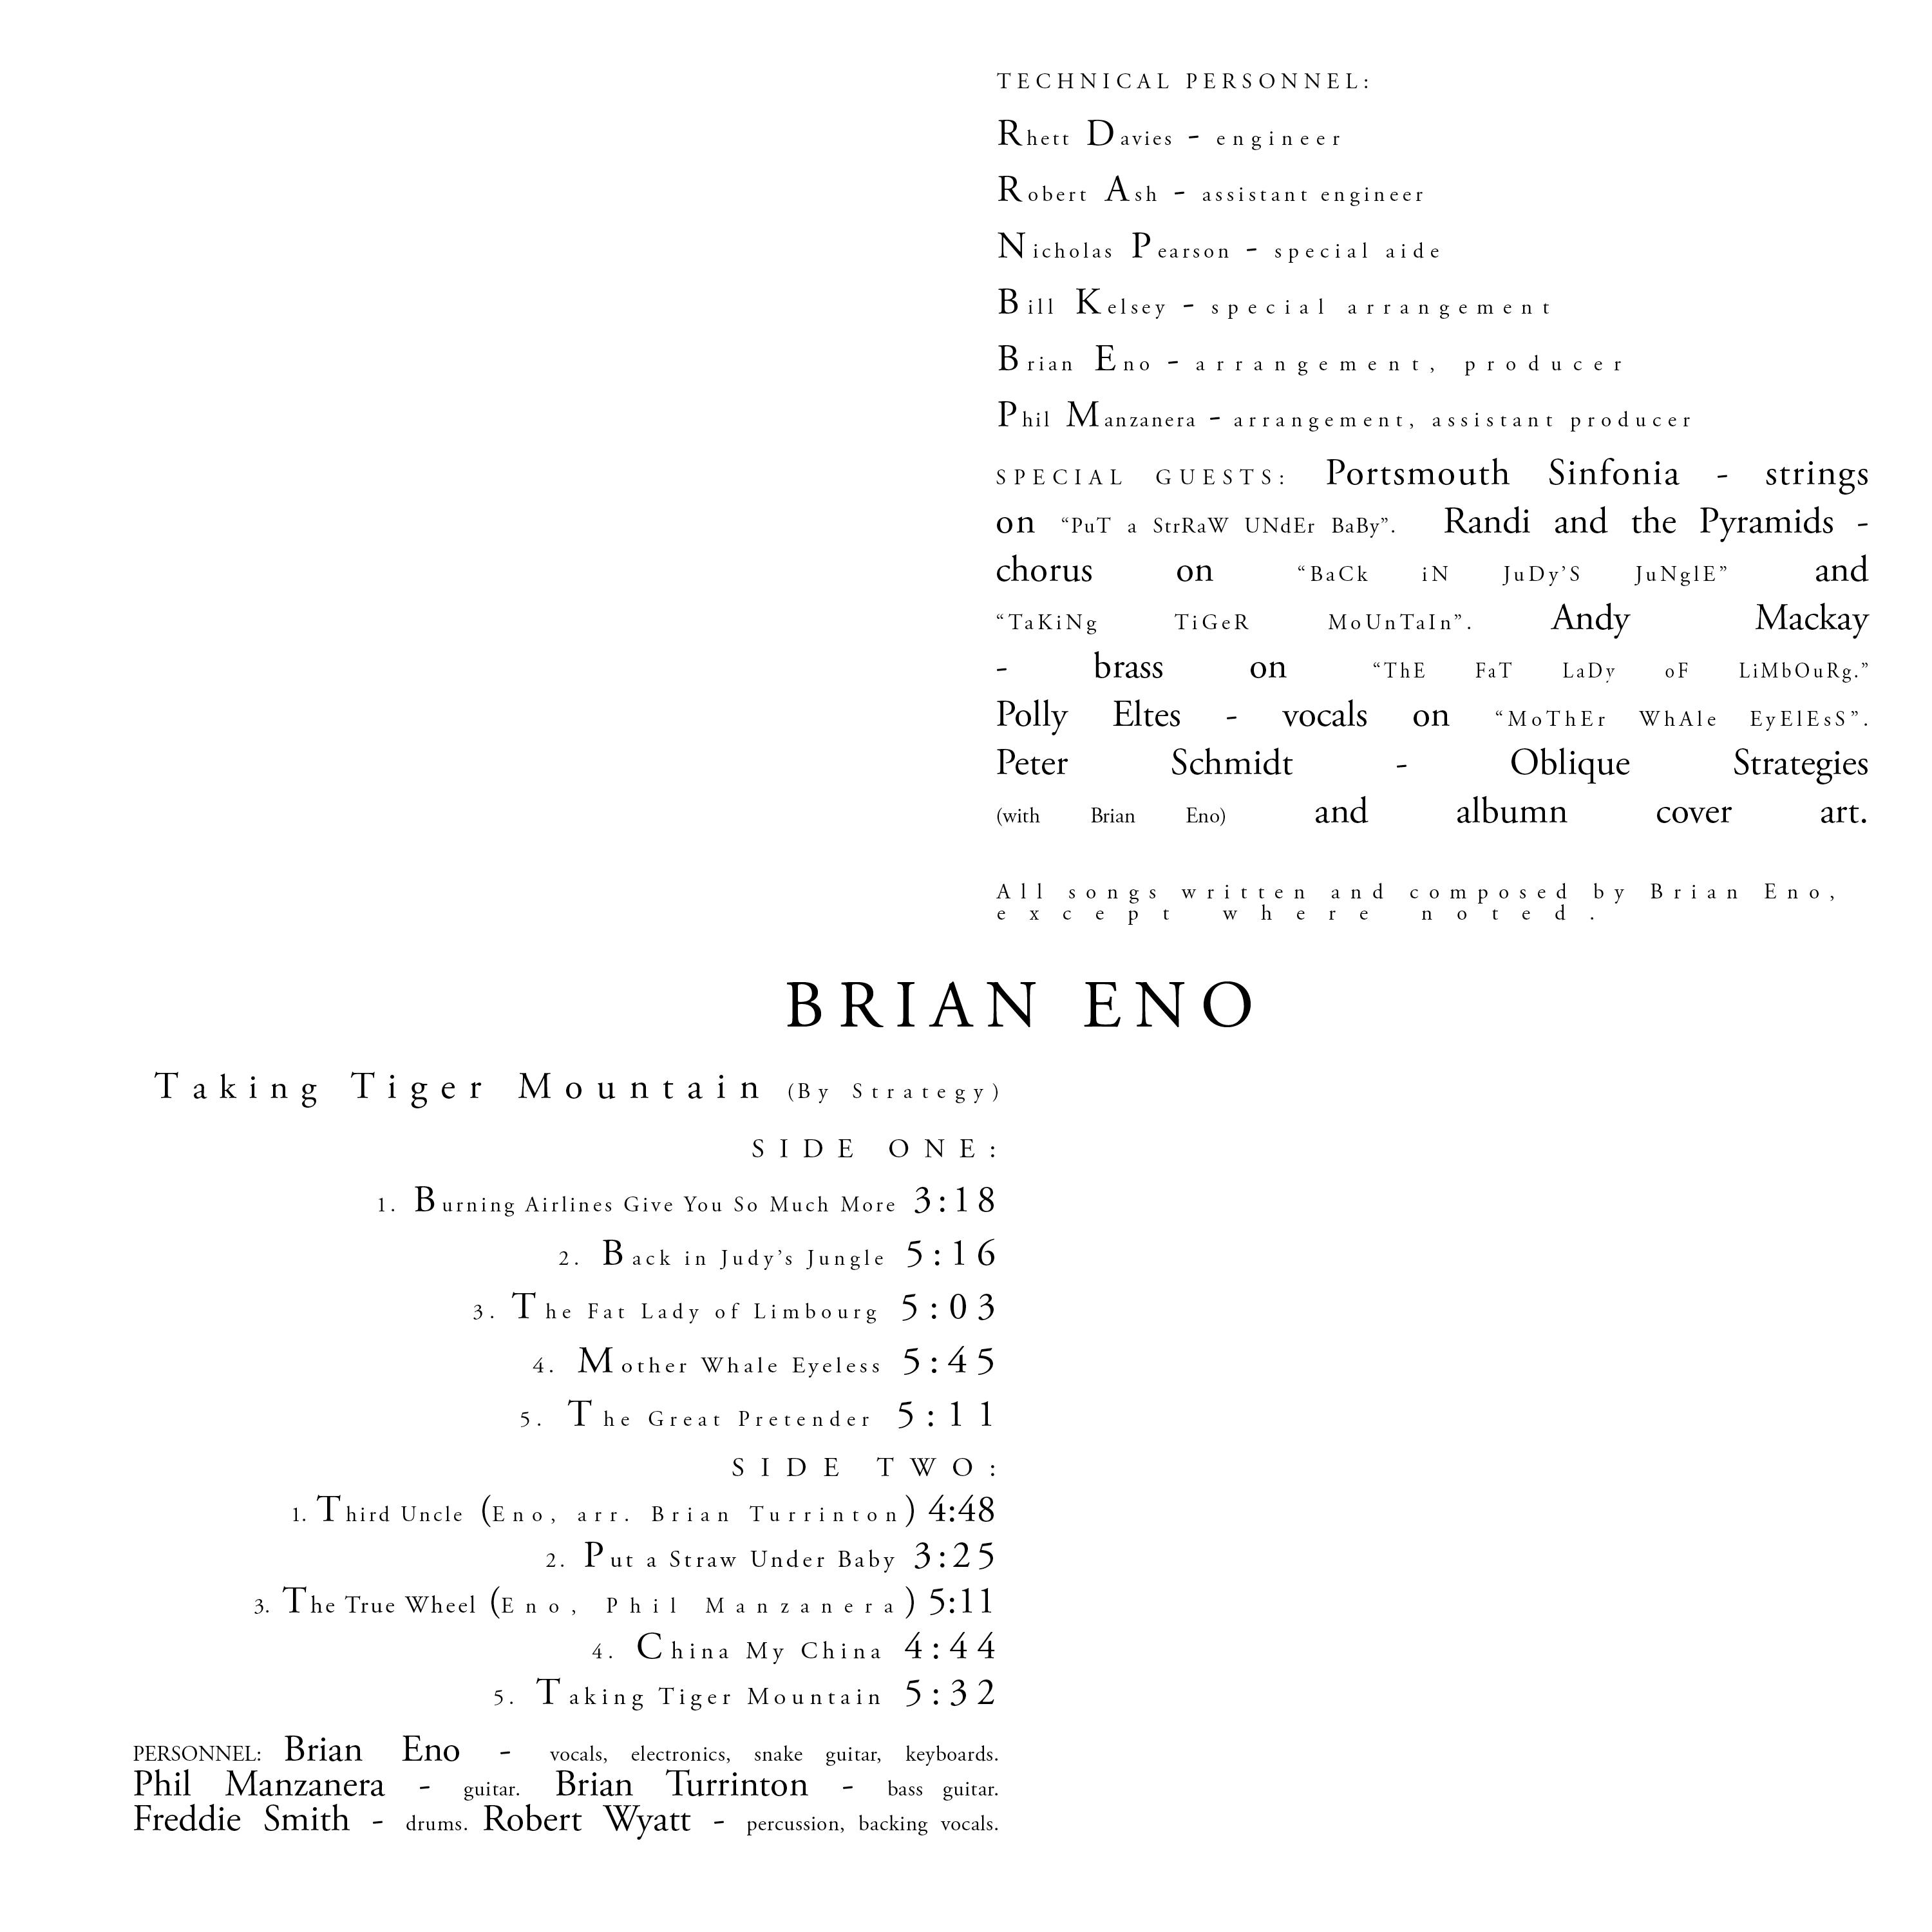 TECHNICAL PERSONNEL:
Rhett Davies - engineer
Robert Ash - assistant engineer
Nicholas Pearson - special aide
Bill Kelsey - special arrangement
Brian Eno - arrangement, producer
Phil Manzanera - arrangement, assistant producer
SPECIAL GUESTS: Portsmouth Sinfonia - strings
on “PuT a StrRaW UNdEr BaBy”. Randi and the Pyramids -
chorus on “BaCk iN JuDy’S JuNglE” and
“TaKiNg TiGeR MoUnTaIn”. Andy Mackay
- brass on “ThE FaT LaDy oF LiMbOuRg.”
Polly Eltes - vocals on “MoThEr WhAle EyElEsS”.
Peter Schmidt - Oblique Strategies
(with Brian Eno) and albumn cover art.
All songs written and composed by Brian Eno,
except where noted.
BRIAN ENO
Taking Tiger Mountain (By Strategy)
SIDE ONE:
1. Burning Airlines Give You So Much More 3:18
2. Back in Judy’s Jungle 5:16
3. The Fat Lady of Limbourg 5:03
4. Mother Whale Eyeless 5:45
5. The Great Pretender 5:11
SIDE TWO:
1. Third Uncle (Eno, arr. Brian Turrinton) 4:48
2. Put a Straw Under Baby 3:25
3. The True Wheel (Eno, Phil Manzanera) 5:11
4. China My China 4:44
5. Taking Tiger Mountain 5:32
PERSONNEL: Brian Eno - vocals, electronics, snake guitar, keyboards.
Phil Manzanera - guitar. Brian Turrinton - bass guitar.
Freddie Smith - drums. Robert Wyatt - percussion, backing vocals.